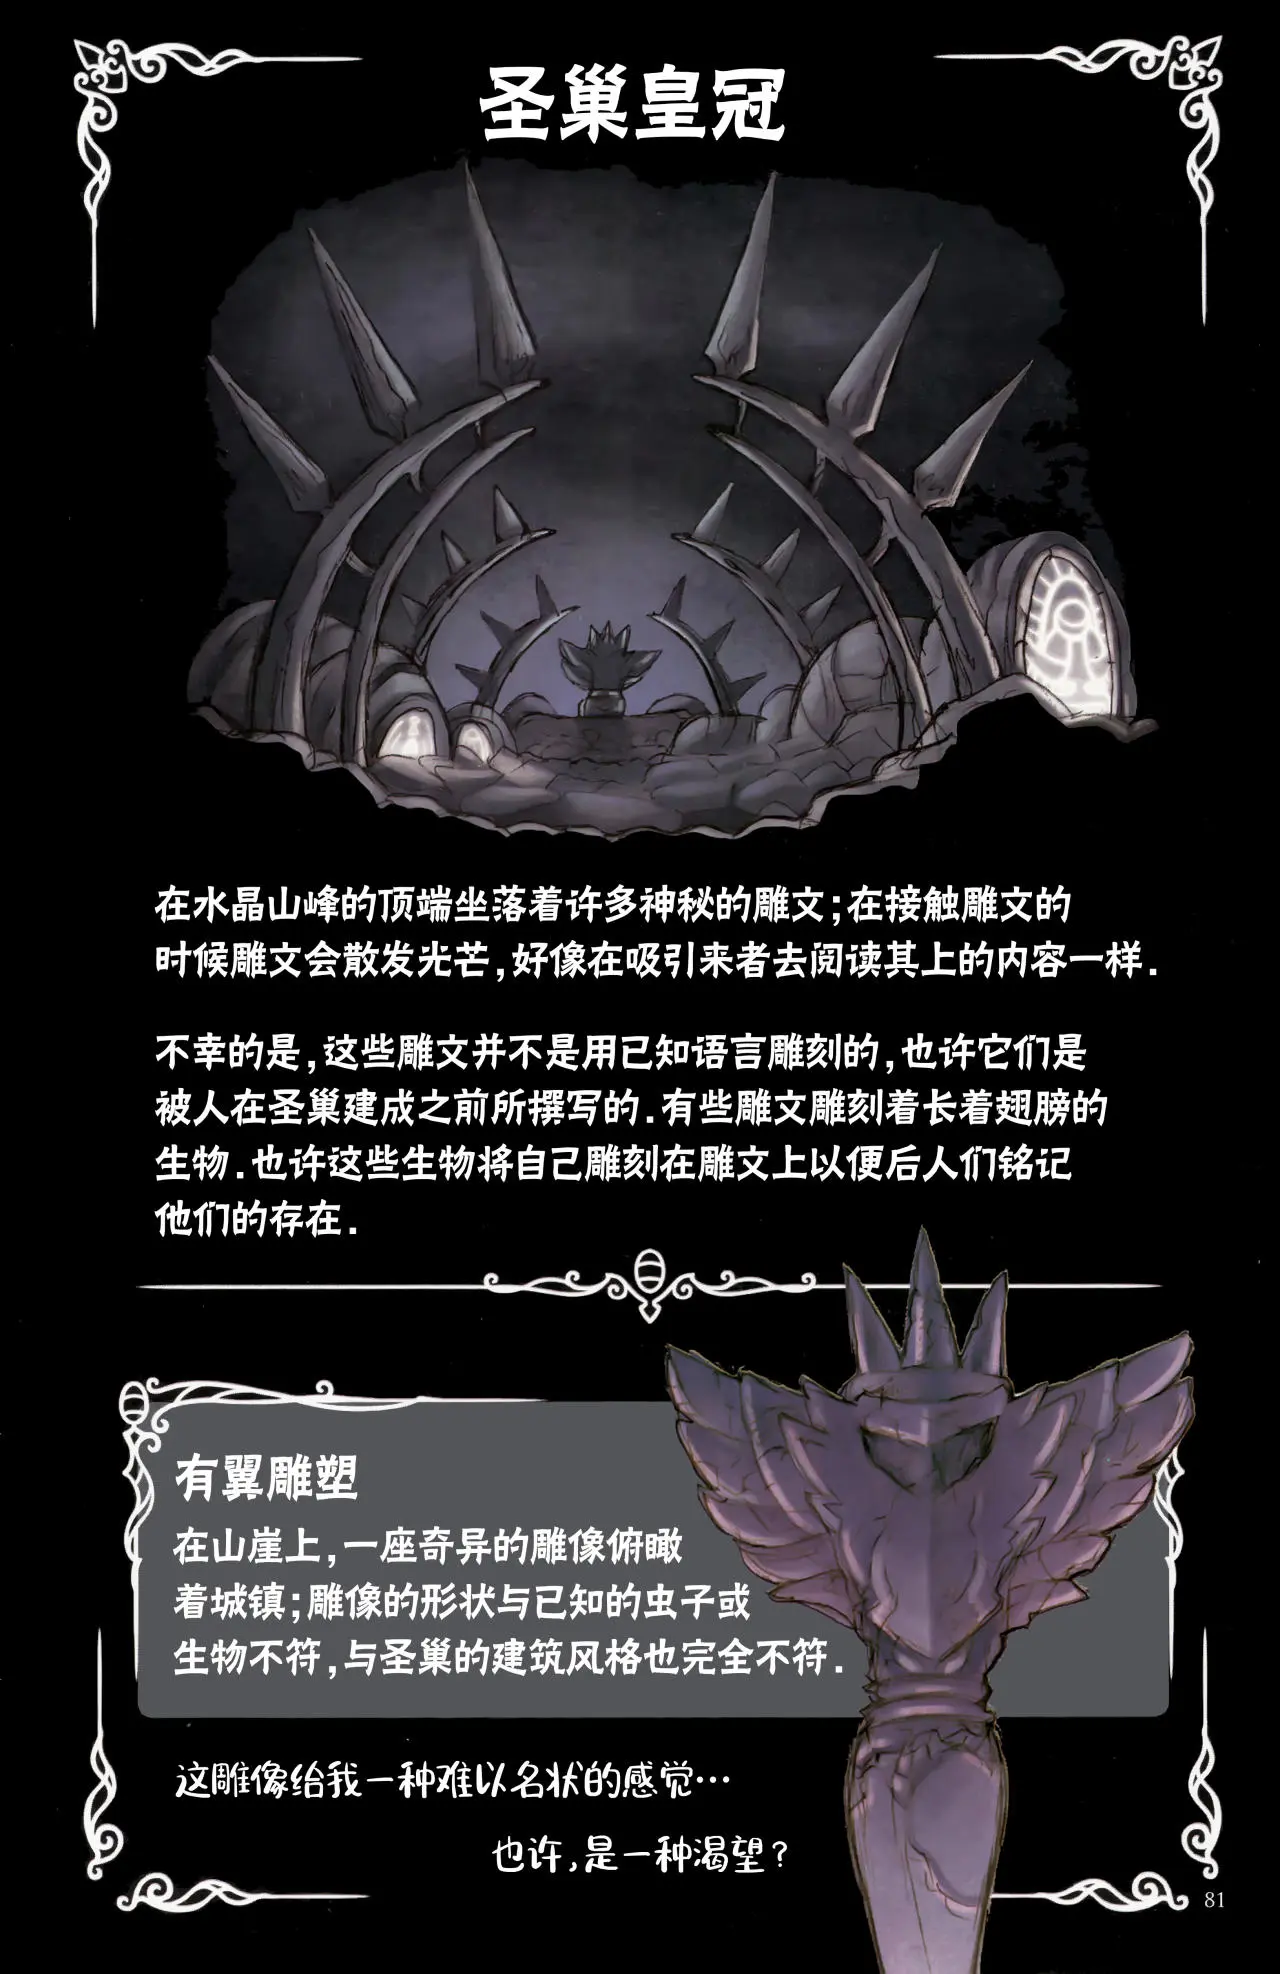 圣巢皇冠
在水晶山峰的顶端坐落着许多神秘的雕文；在接触雕文的
时候雕文会散发光芒，好像在吸引来者去阅读其上的内容一样.
不幸的是，这些雕文并不是用已知语言雕刻的，也许它们是
被人在圣巢建成之前所撰写的.有些雕文雕刻着长着翅膀的
生物.也许这些生物将自己雕刻在雕文上以便后人们铭记
他们的存在.
有翼雕塑
在山崖上，一座奇异的雕像俯瞰
着城镇；雕像的形状与已知的虫子或
生物不符，与圣巢的建筑风格也完全不符.
这雕像给我一种难以名状的感觉…
也许，是一种渴望？
81